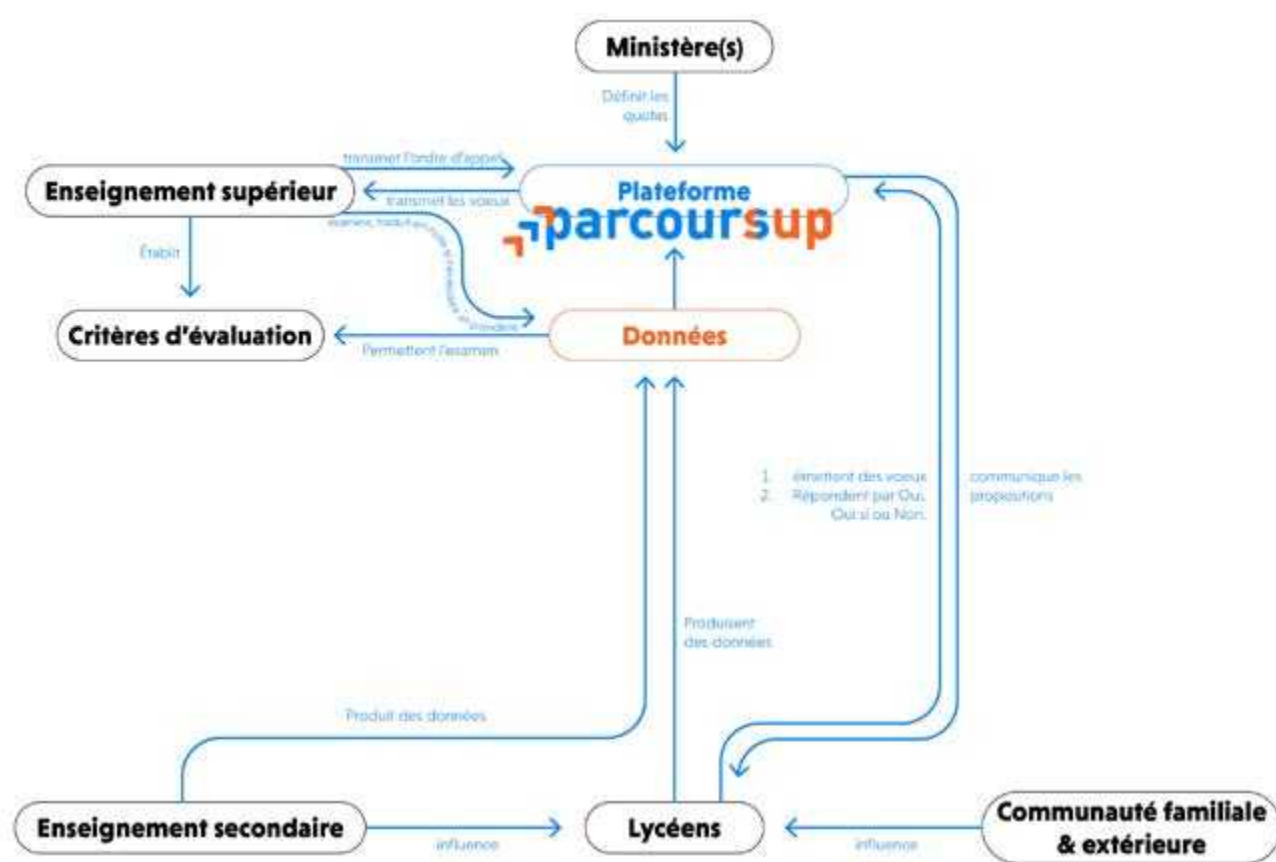 Ministère(s)
Définit les
quotas
transmet l'ordre d'appel
Enseignement supérieur
Plateforme
parcoursup
transmet les voeux
examine, traduit
Établit
Critères d'évaluation
Permettent l'examen
Données
1. émettent des voeux
2. Répondent par Oui,
Oui si ou Non.
communique les
propositions
Produisent
des données
Produit des données
Enseignement secondaire
influence
Lycéens
influence
Communauté familiale
& extérieure